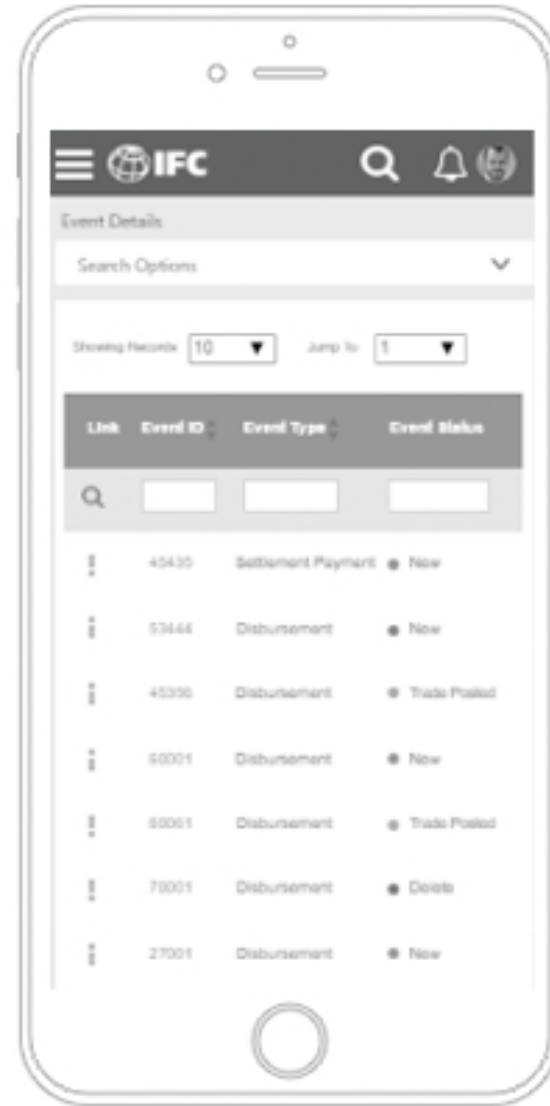 IFC
Event Details
Search Options
Showing Records 10 Jump To 1
Link Event ID Event Type Event Status
45435 Settlement Payment New
53444 Disbursement New
45356 Disbursement Trade Posted
60001 Disbursement New
60061 Disbursement Trade Posted
70001 Disbursement Delete
27001 Disbursement New